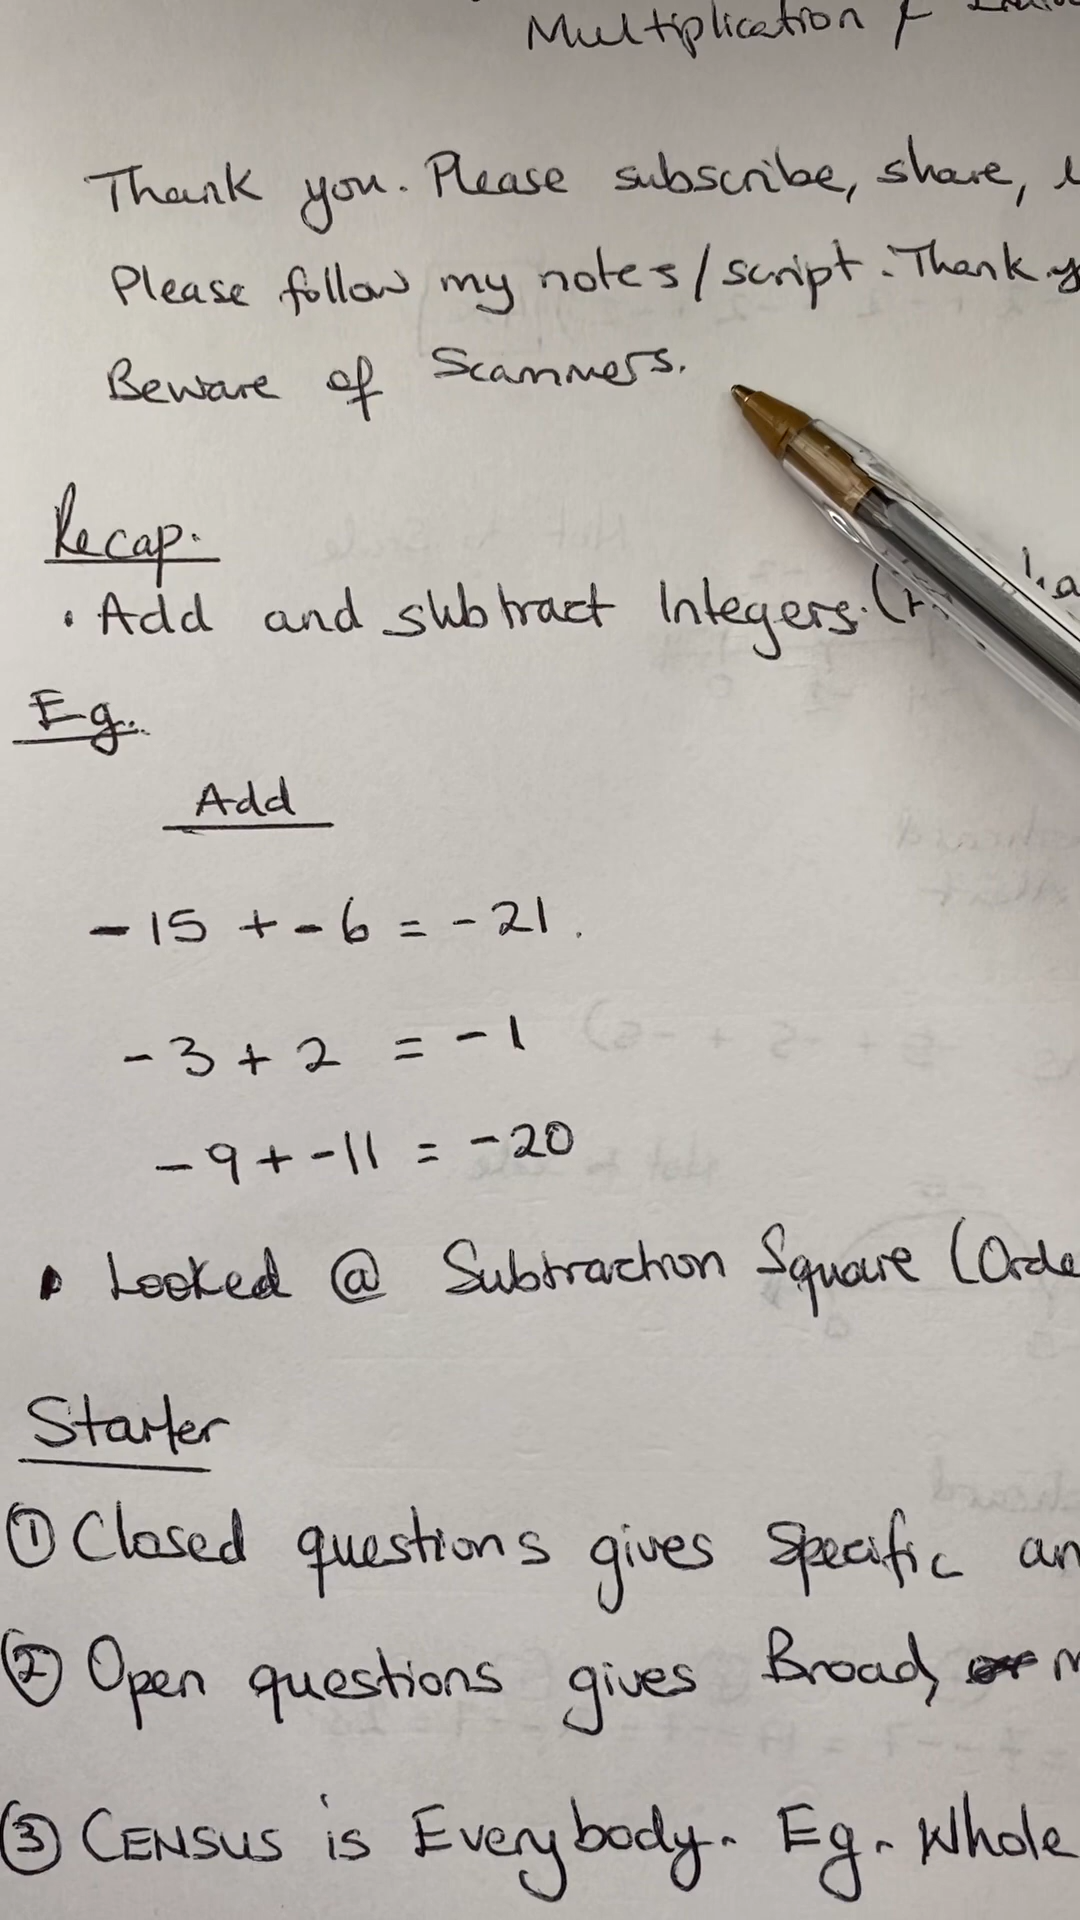 Multiplication &
Thank you. Please subscribe, share,
Please follow my notes/script. Thank y
Beware of Scammers.
Recap.
• Add and subtract Integers. (
Eg.
Add
-15 + -6 = -21.
-3 + 2 = -1
-9 + -11 = -20
• Looked @ Subtraction Square (Orde
Starter
① Closed questions gives specific an
② Open questions gives Broad, m
③ CENSUS is Everybody. Eg. Whole